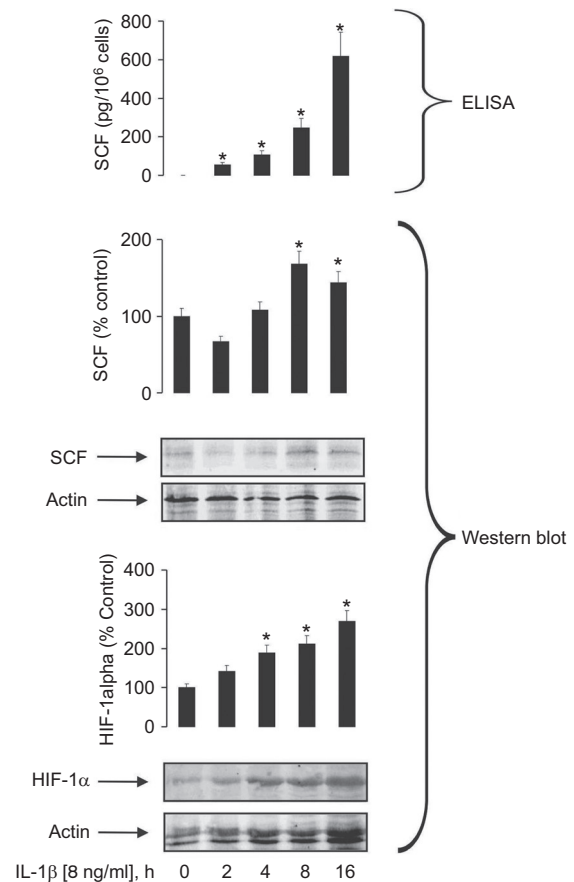 SCF (pg/10⁶ cells)
800
600
400
200
0
*
*
*
*
ELISA
SCF (% control)
200
100
0
*
*
SCF
Actin
Western blot
HIF-1alpha (% Control)
400
300
200
100
0
*
*
*
HIF-1α
Actin
IL-1β [8 ng/ml], h 0 2 4 8 16